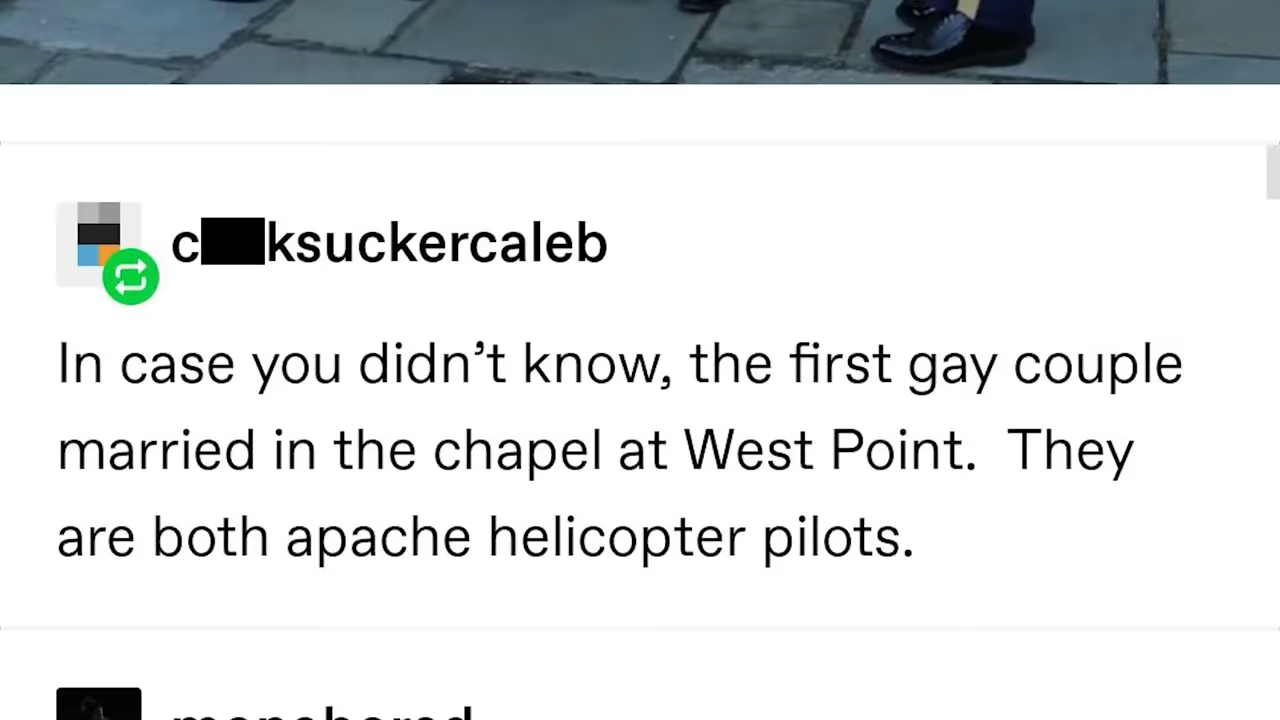 c ksuckercaleb
In case you didn’t know, the first gay couple
married in the chapel at West Point.  They
are both apache helicopter pilots.